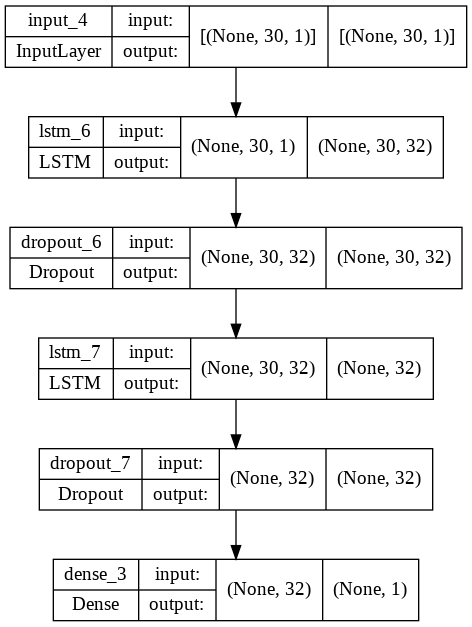 input_4 input: [(None, 30, 1)] [(None, 30, 1)]
InputLayer output:
lstm_6 input: (None, 30, 1) (None, 30, 32)
LSTM output:
dropout_6 input: (None, 30, 32) (None, 30, 32)
Dropout output:
lstm_7 input: (None, 30, 32) (None, 32)
LSTM output:
dropout_7 input: (None, 32) (None, 32)
Dropout output:
dense_3 input: (None, 32) (None, 1)
Dense output: